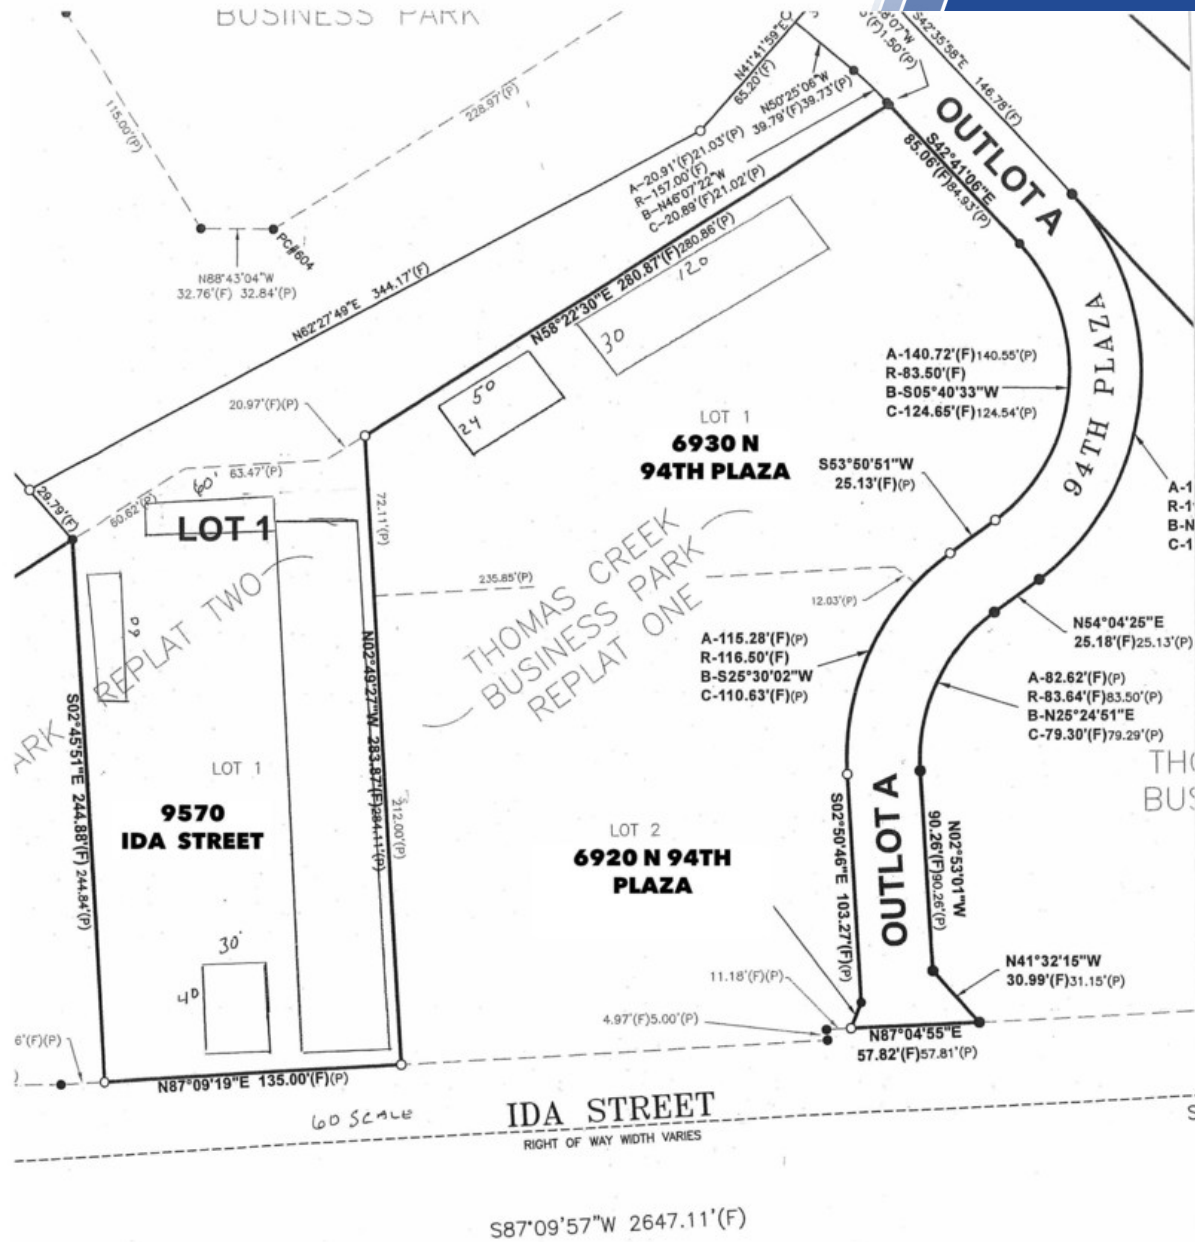 BUSINESS PARK
115.00'(P)
228.97'(P)
N41°41'59"E
65.20'(F)
N50°25'06"W
39.79'(F)39.73'(P)
1.50'(P)
S42°35'58"E 146.78'(F)
OUTLOT A
S42°41'06"E
85.06'(F)84.93'(P)
A-20.91'(F)21.03'(P)
R-157.00'(F)
B-N46°07'22"W
C-20.89'(F)21.02'(P)
PC#604
N88°43'04"W
32.76'(F) 32.84'(P)
N62°27'49"E 344.17'(F)
N58°22'30"E 280.87'(F)280.86'(P)
120
30
50
24
20.97'(F)(P)
A-140.72'(F)140.55'(P)
R-83.50'(F)
B-S05°40'33"W
C-124.65'(F)124.54'(P)
94TH PLAZA
LOT 1
6930 N
94TH PLAZA
S53°50'51"W
25.13'(F)(P)
63.47'(P)
60.62'(P)
29.79'(F)
60'
LOT 1
72.11'(P)
A-1
R-1
B-N
C-1
THOMAS CREEK
BUSINESS PARK
REPLAT ONE
235.85'(P)
12.03'(P)
60
PARK REPLAT TWO
N54°04'25"E
25.18'(F)25.13'(P)
A-115.28'(F)(P)
R-116.50'(F)
B-S25°30'02"W
C-110.63'(F)(P)
A-82.62'(F)(P)
R-83.64'(F)83.50'(P)
B-N25°24'51"E
C-79.30'(F)79.29'(P)
N02°49'27"W 283.87'(F)284.11'(P)
212.00'(P)
S02°45'51"E 244.88'(F) 244.84'(P)
LOT 1
9570
IDA STREET
THO
BUS
LOT 2
6920 N 94TH
PLAZA
S02°50'46"E 103.27'(F)(P)
OUTLOT A
N02°53'01"W
90.26'(F)90.26'(P)
30'
40
N41°32'15"W
30.99'(F)31.15'(P)
11.18'(F)(P)
4.97'(F)5.00'(P)
6'(F)(P)
N87°04'55"E
57.82'(F)57.81'(P)
N87°09'19"E 135.00'(F)(P)
60 SCALE
IDA STREET
RIGHT OF WAY WIDTH VARIES
S87°09'57"W 2647.11'(F)